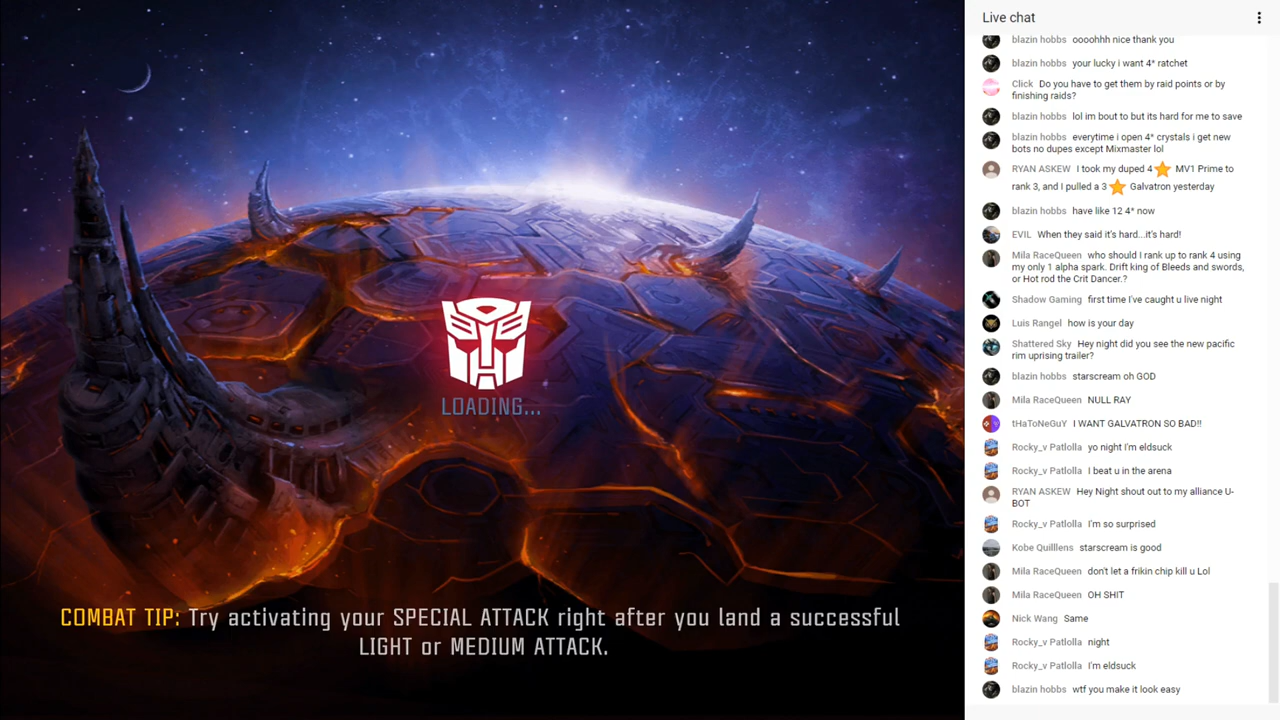 LOADING...
COMBAT TIP: Try activating your SPECIAL ATTACK right after you land a successful
LIGHT or MEDIUM ATTACK.
Live chat
blazin hobbs oooohhh nice thank you
blazin hobbs your lucky i want 4* ratchet
Click Do you have to get them by raid points or by
finishing raids?
blazin hobbs lol im bout to but its hard for me to save
blazin hobbs everytime i open 4* crystals i get new
bots no dupes except Mixmaster lol
RYAN ASKEW I took my duped 4⭐ MV1 Prime to
rank 3, and I pulled a 3⭐ Galvatron yesterday
blazin hobbs have like 12 4* now
EVIL When they said it's hard...it's hard!
Mila RaceQueen who should I rank up to rank 4 using
my only 1 alpha spark. Drift king of Bleeds and swords,
or Hot rod the Crit Dancer.?
Shadow Gaming first time I've caught u live night
Luis Rangel how is your day
Shattered Sky Hey night did you see the new pacific
rim uprising trailer?
blazin hobbs starscream oh GOD
Mila RaceQueen NULL RAY
tHaToNeGuY I WANT GALVATRON SO BAD!!
Rocky_v Patlolla yo night I'm eldsuck
Rocky_v Patlolla I beat u in the arena
RYAN ASKEW Hey Night shout out to my alliance U-
BOT
Rocky_v Patlolla I'm so surprised
Kobe Quilllens starscream is good
Mila RaceQueen don't let a frikin chip kill u Lol
Mila RaceQueen OH SHIT
Nick Wang Same
Rocky_v Patlolla night
Rocky_v Patlolla I'm eldsuck
blazin hobbs wtf you make it look easy